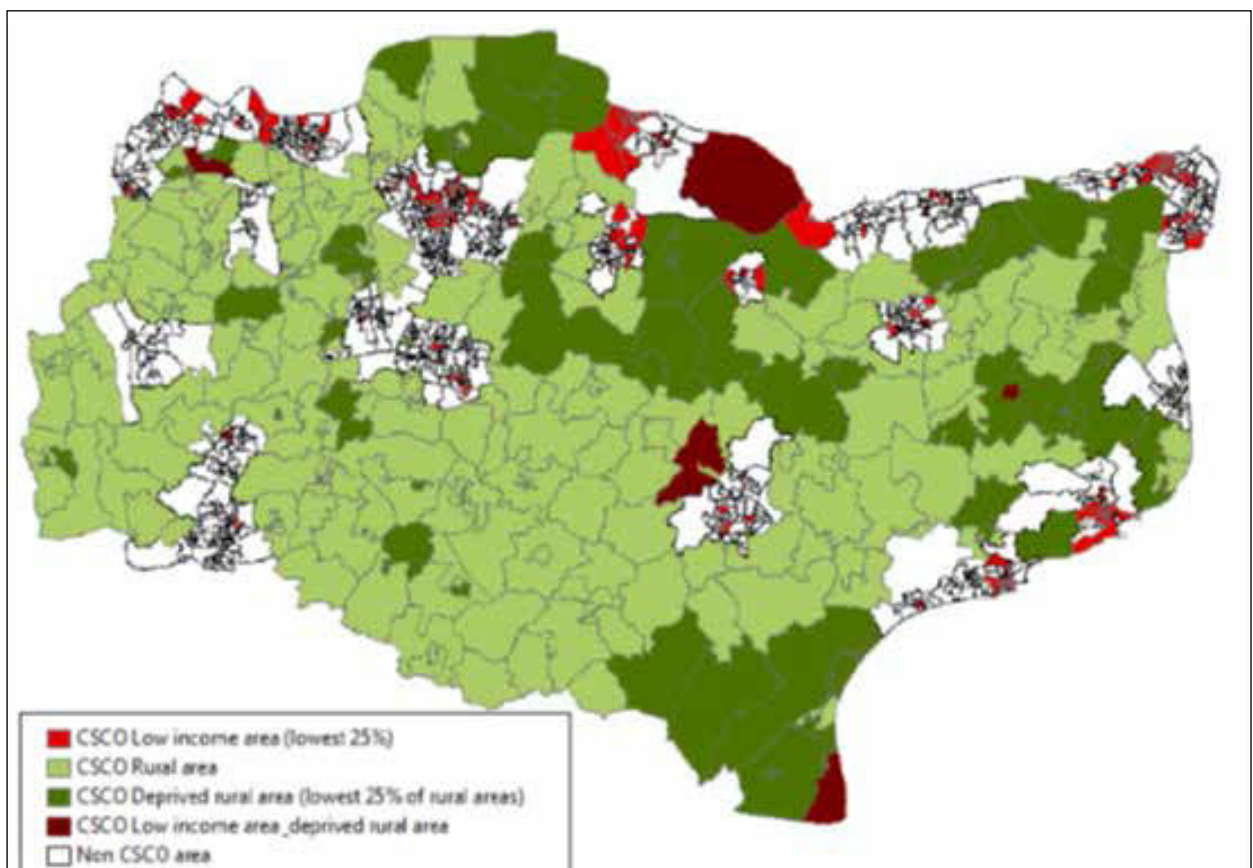 CSCO Low income area (lowest 25%)
CSCO Rural area
CSCO Deprived rural area (lowest 25% of rural areas)
CSCO Low income area_deprived rural area
Non CSCO area